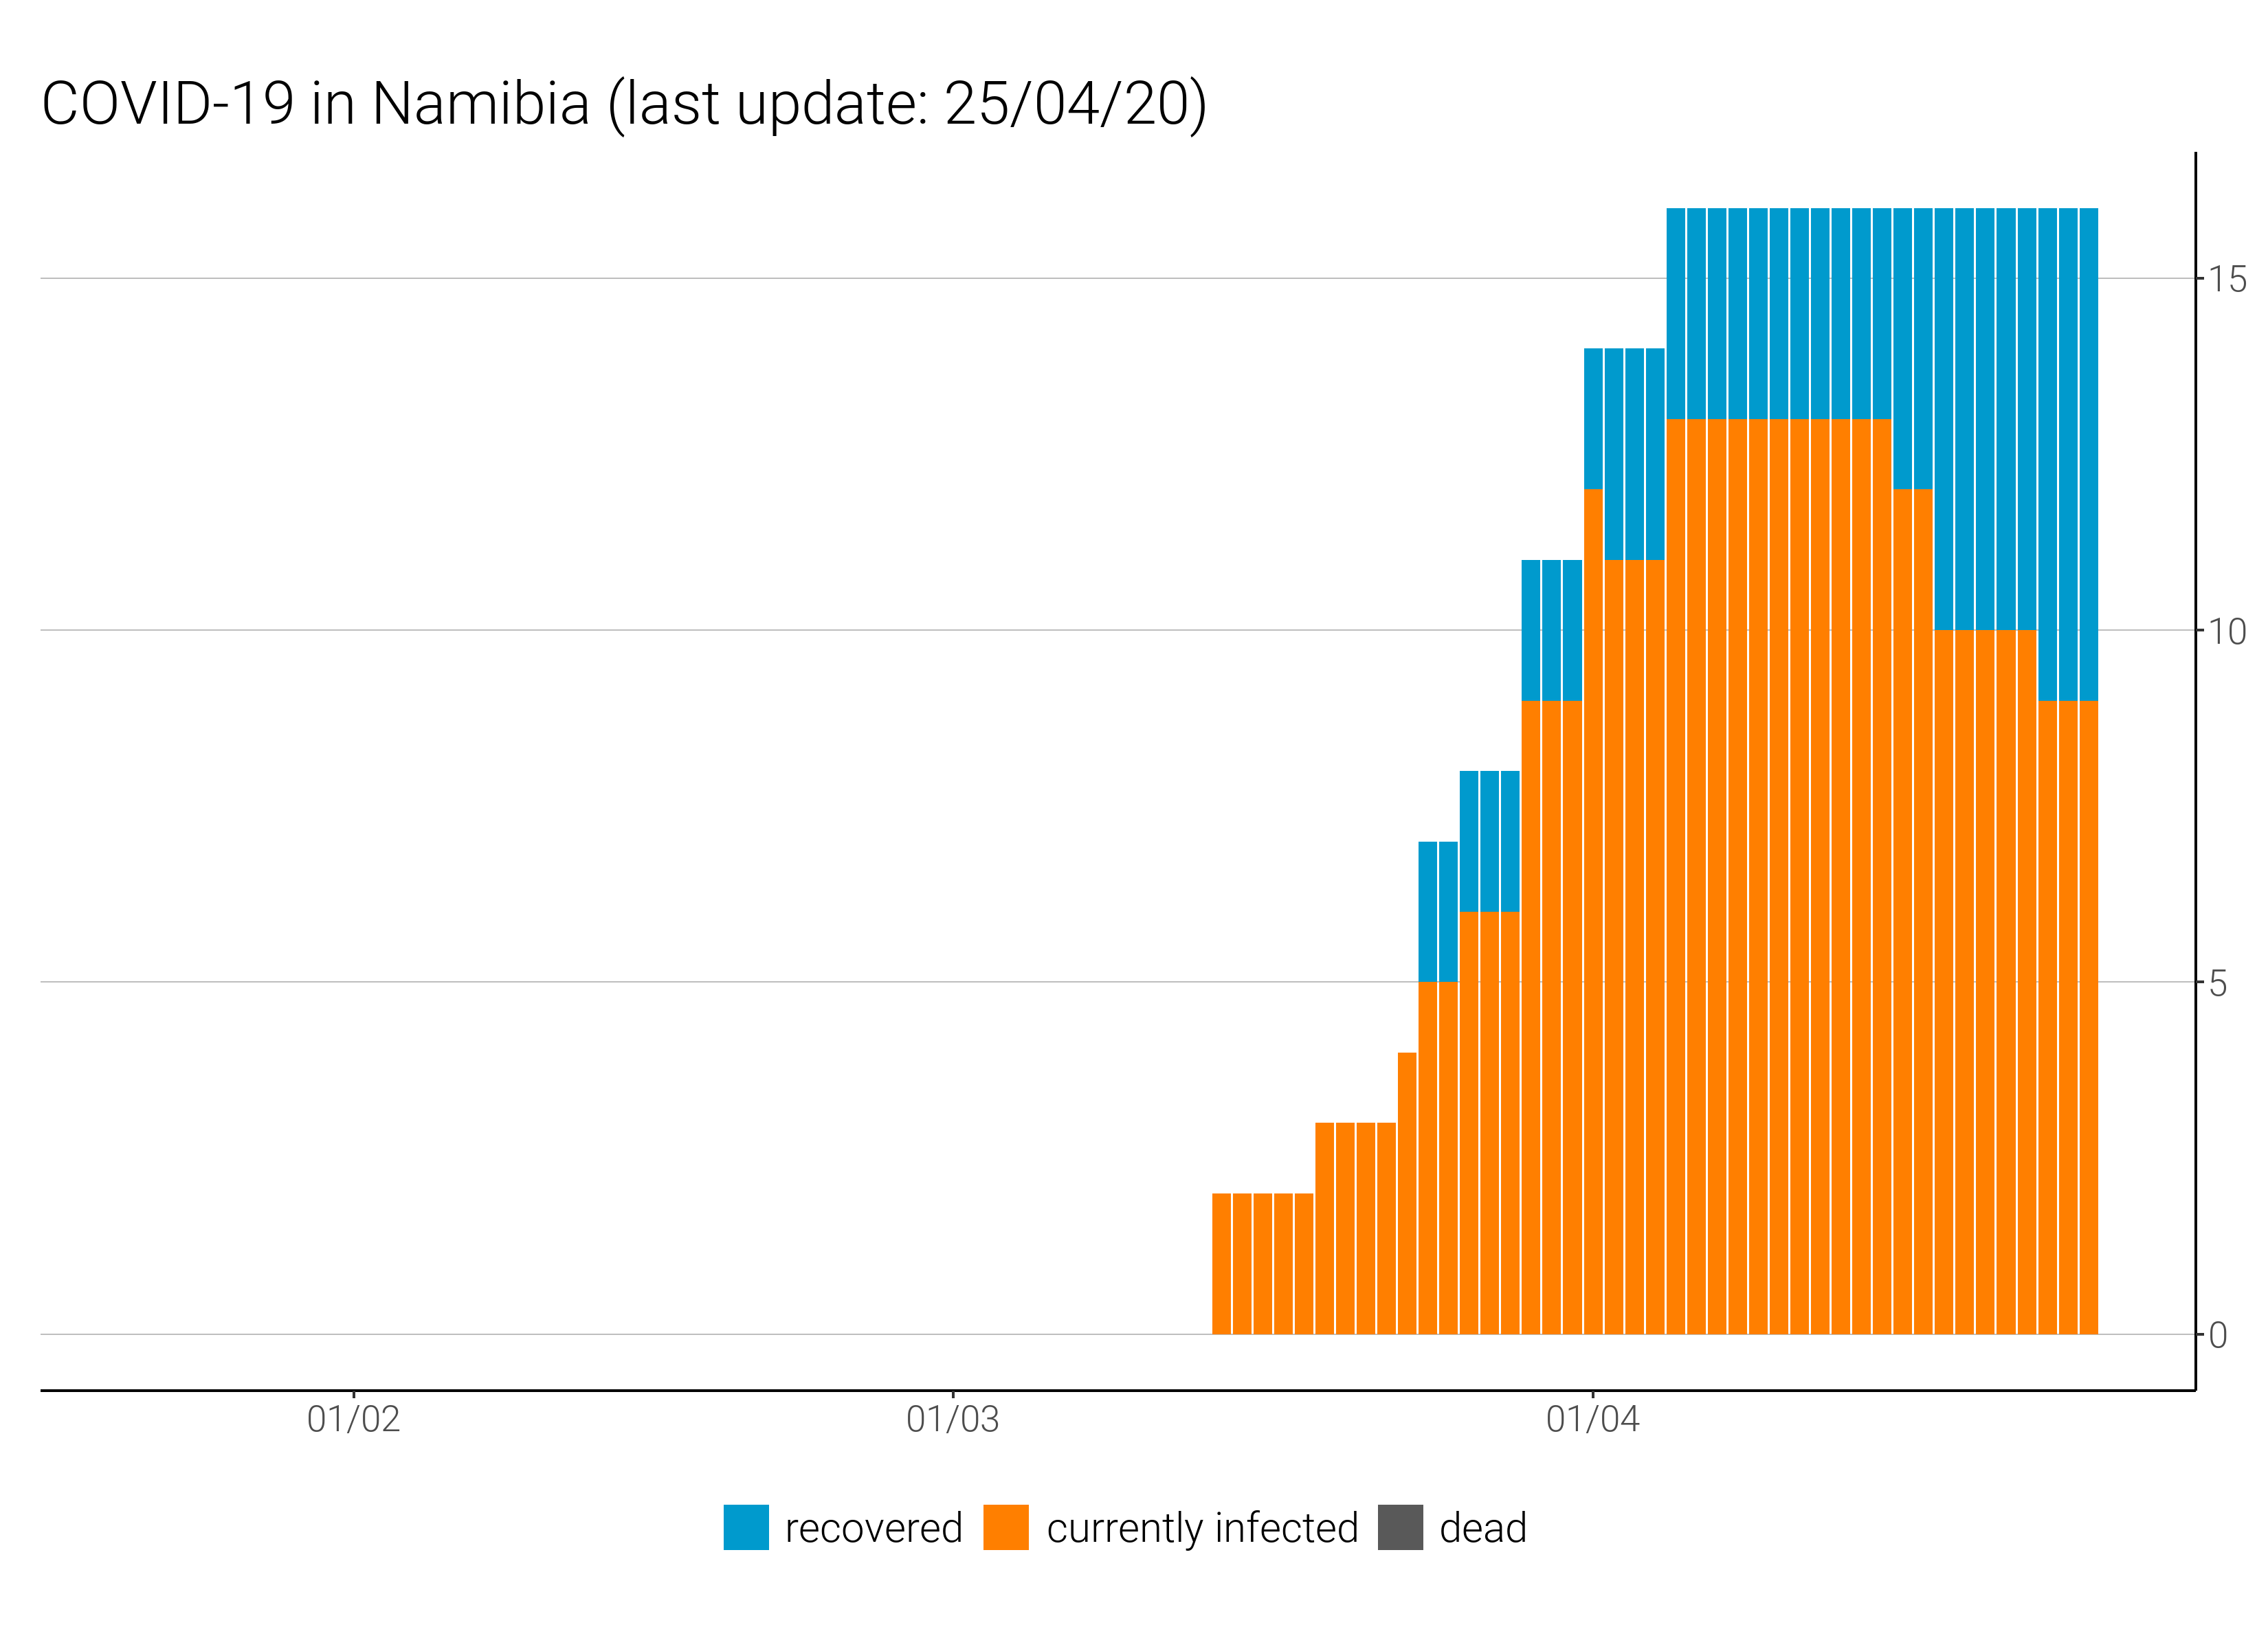 COVID-19 in Namibia (last update: 25/04/20)
15
10
5
0
01/02 01/03 01/04
recovered currently infected dead